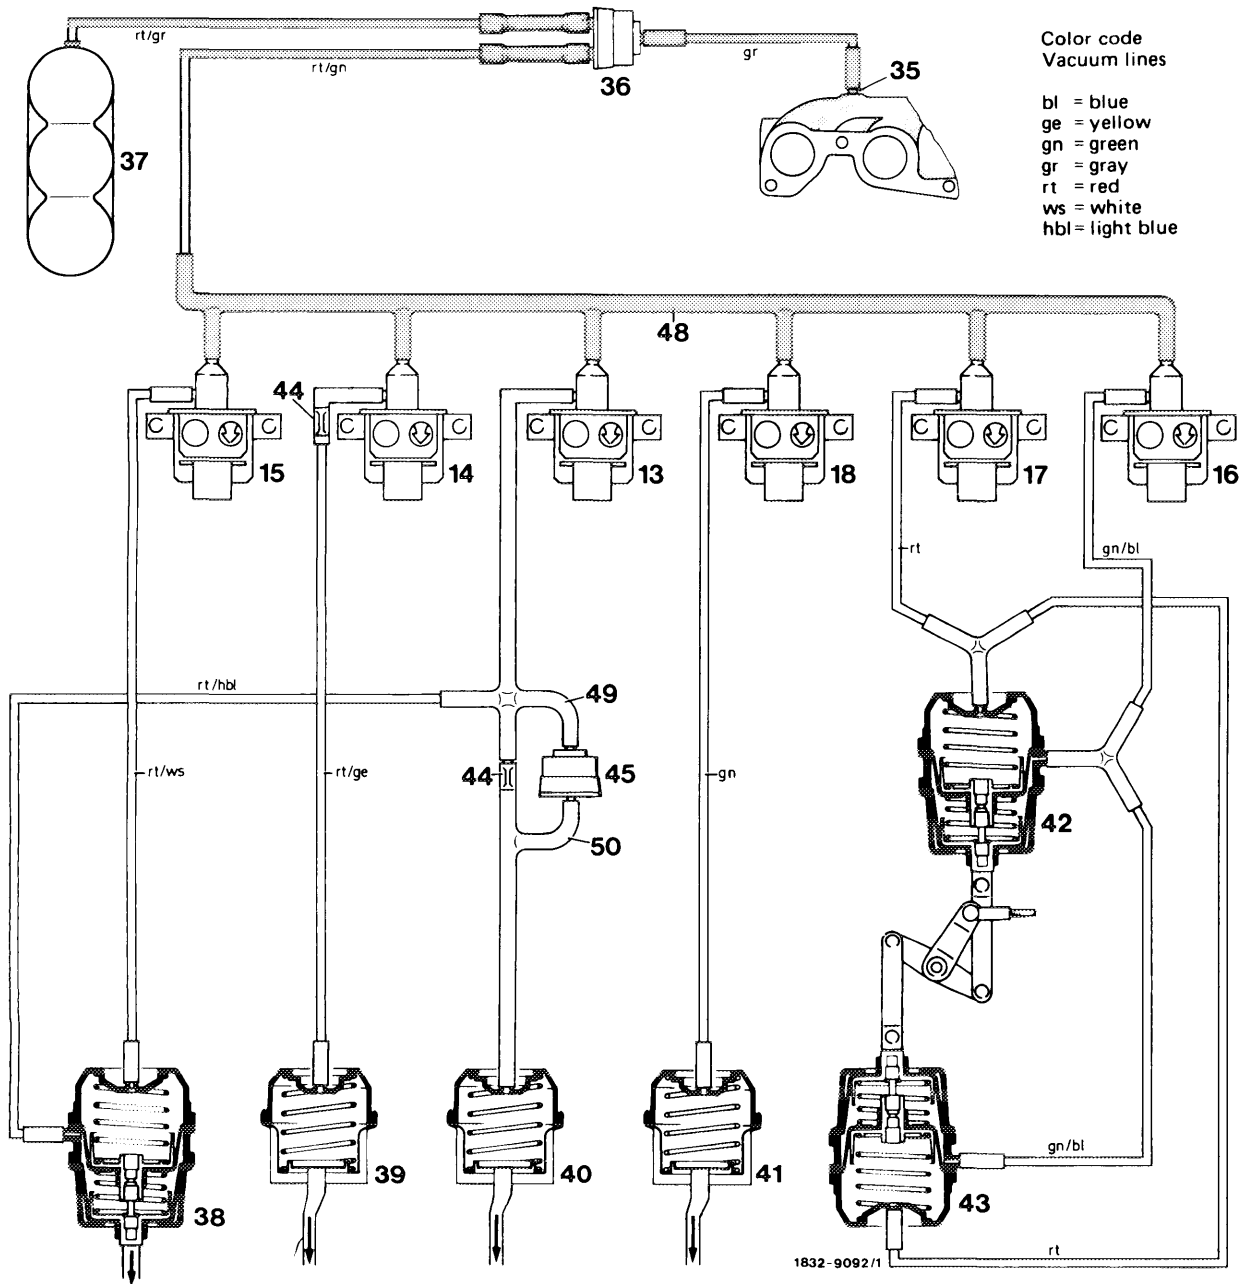 rt/gr
rt/gn
36
gr
35
Color code
Vacuum lines
bl = blue
ge = yellow
gn = green
gr = gray
rt = red
ws = white
hbl = light blue
37
48
44
15
14
13
18
17
16
rt
gn/bl
rt/hbl
49
rt/ws
rt/ge
44
45
gn
50
42
38
39
40
41
43
gn/bl
rt
1832-9092/1